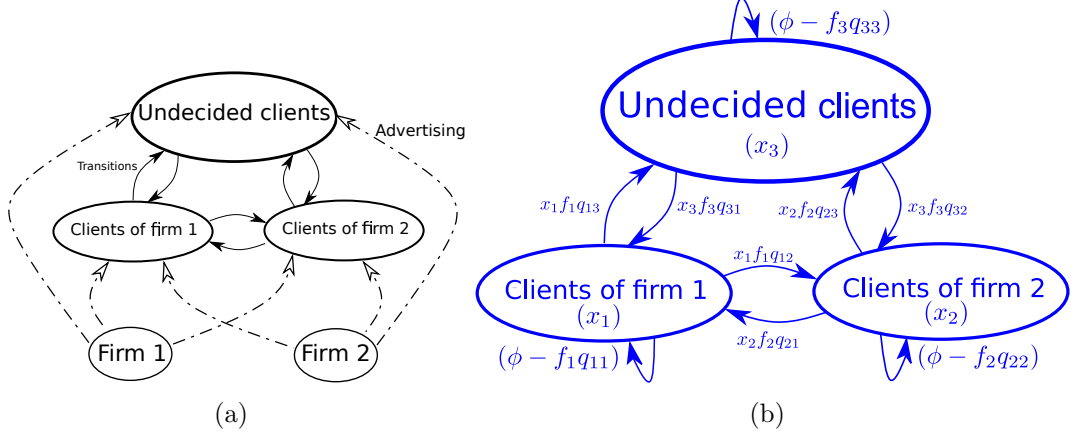 Undecided clients
Advertising
Transitions
Clients of firm 1
Clients of firm 2
Firm 1
Firm 2
(a)
(ϕ − f₃q₃₃)
Undecided clients
(x₃)
x₁f₁q₁₃
x₃f₃q₃₁
x₂f₂q₂₃
x₃f₃q₃₂
x₁f₁q₁₂
Clients of firm 1
(x₁)
Clients of firm 2
(x₂)
x₂f₂q₂₁
(ϕ − f₁q₁₁)
(ϕ − f₂q₂₂)
(b)